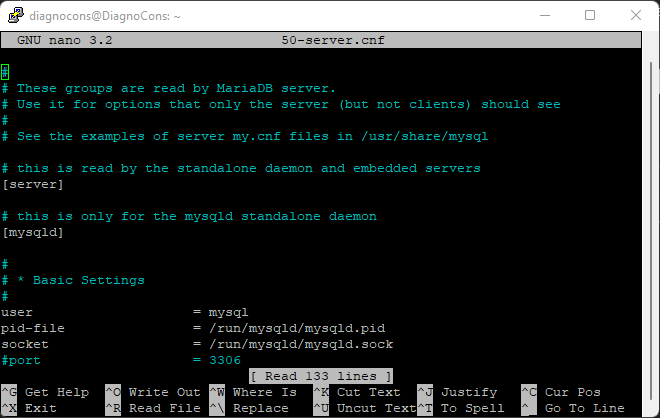 diagnocons@DiagnoCons: ~
GNU nano 3.2 50-server.cnf
#
# These groups are read by MariaDB server.
# Use it for options that only the server (but not clients) should see
#
# See the examples of server my.cnf files in /usr/share/mysql
# this is read by the standalone daemon and embedded servers
[server]
# this is only for the mysqld standalone daemon
[mysqld]
#
# * Basic Settings
#
user = mysql
pid-file = /run/mysqld/mysqld.pid
socket = /run/mysqld/mysqld.sock
#port = 3306
[ Read 133 lines ]
^G Get Help ^O Write Out ^W Where Is ^K Cut Text ^J Justify ^C Cur Pos
^X Exit ^R Read File ^\ Replace ^U Uncut Text ^T To Spell ^_ Go To Line